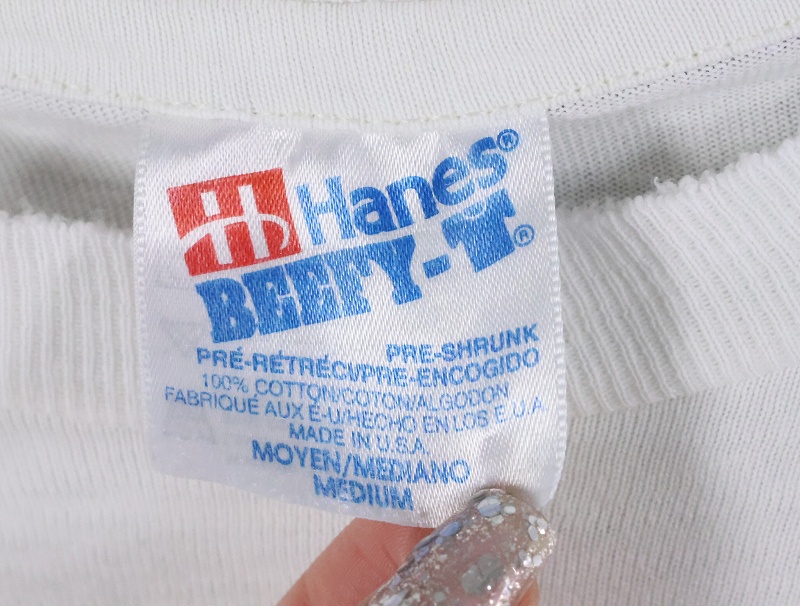 H Hanes®
BEEFY-T®
PRE-SHRUNK
PRÉ-RÉTRÉCI/PRE-ENCOGIDO
100% COTTON/COTON/ALGODON
FABRIQUÉ AUX É-U/HECHO EN LOS E.U.A.
MADE IN U.S.A.
MOYEN/MEDIANO
MEDIUM